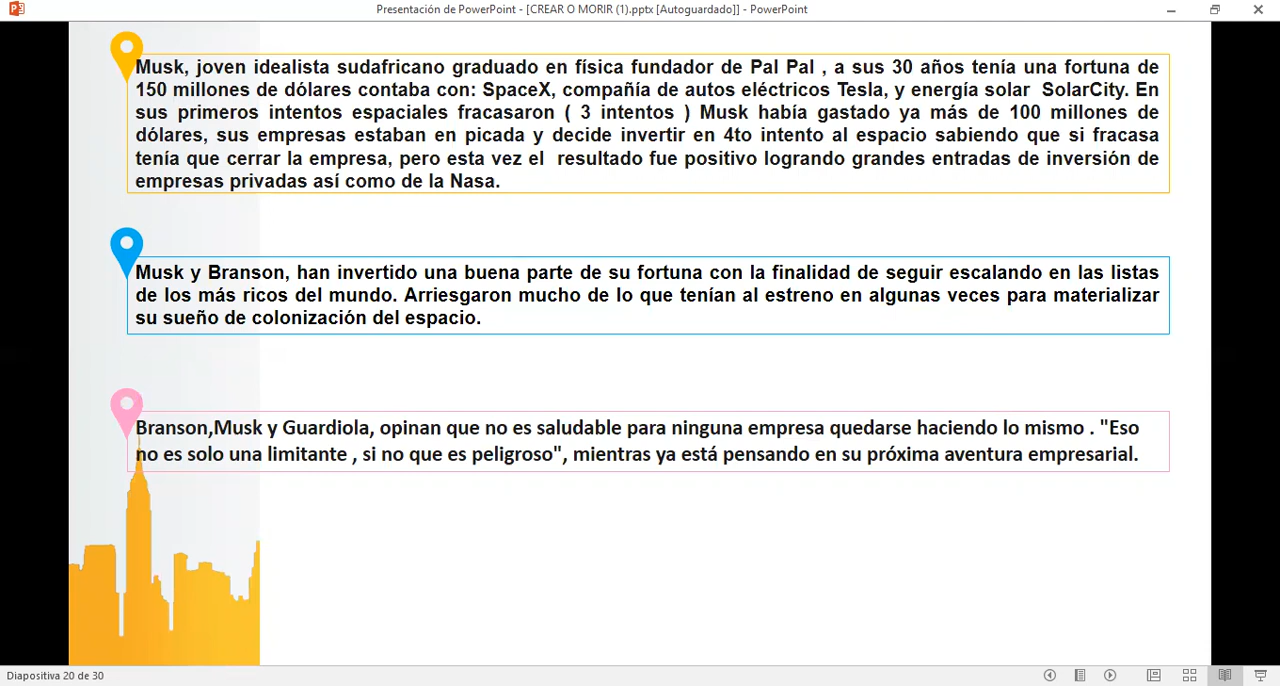 Presentación de PowerPoint - [CREAR O MORIR (1).pptx [Autoguardado]] - PowerPoint
Musk, joven idealista sudafricano graduado en física fundador de Pal Pal , a sus 30 años tenía una fortuna de
150 millones de dólares contaba con: SpaceX, compañía de autos eléctricos Tesla, y energía solar SolarCity. En
sus primeros intentos espaciales fracasaron ( 3 intentos ) Musk había gastado ya más de 100 millones de
dólares, sus empresas estaban en picada y decide invertir en 4to intento al espacio sabiendo que si fracasa
tenía que cerrar la empresa, pero esta vez el resultado fue positivo logrando grandes entradas de inversión de
empresas privadas así como de la Nasa.
Musk y Branson, han invertido una buena parte de su fortuna con la finalidad de seguir escalando en las listas
de los más ricos del mundo. Arriesgaron mucho de lo que tenían al estreno en algunas veces para materializar
su sueño de colonización del espacio.
Branson,Musk y Guardiola, opinan que no es saludable para ninguna empresa quedarse haciendo lo mismo . "Eso
no es solo una limitante , si no que es peligroso", mientras ya está pensando en su próxima aventura empresarial.
Diapositiva 20 de 30